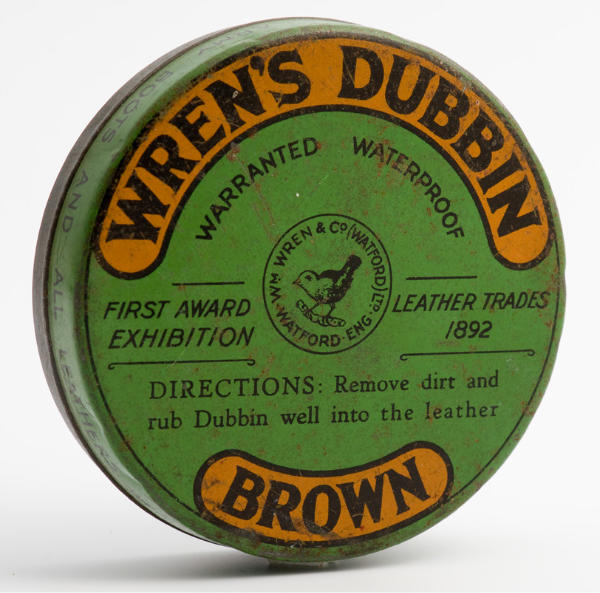 WREN'S DUBBIN
WARRANTED WATERPROOF
WM WREN & CO (WATFORD) LTD.
WATFORD · ENG
FIRST AWARD LEATHER TRADES
EXHIBITION 1892
DIRECTIONS: Remove dirt and
rub Dubbin well into the leather
BROWN
BOOTS AND ALL LEATHERS